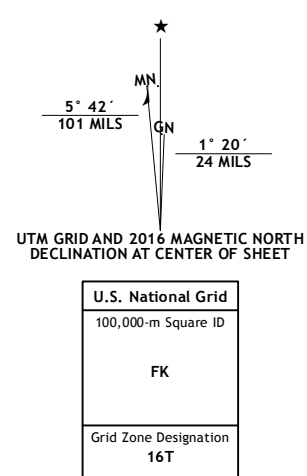 MN
5° 42´
101 MILS
GN
1° 20´
24 MILS
UTM GRID AND 2016 MAGNETIC NORTH
DECLINATION AT CENTER OF SHEET
U.S. National Grid
100,000-m Square ID
FK
Grid Zone Designation
16T